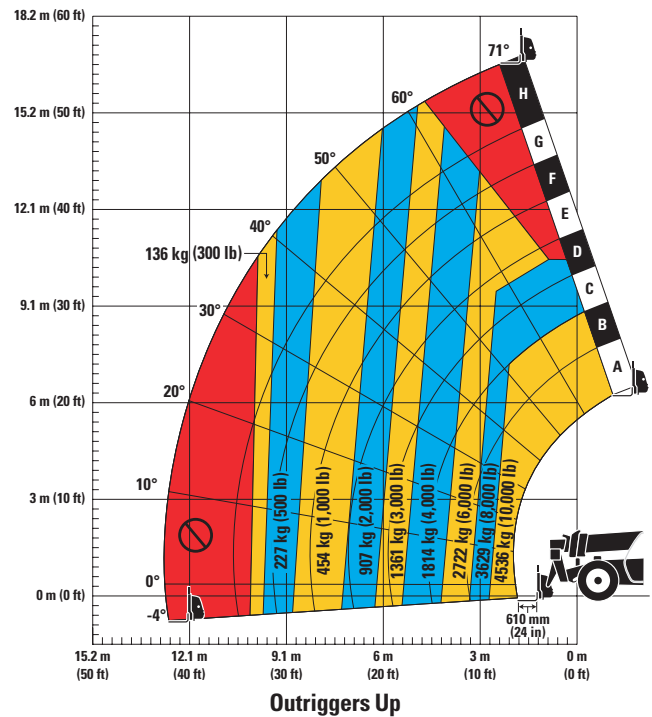 18.2 m (60 ft)
15.2 m (50 ft)
12.1 m (40 ft)
9.1 m (30 ft)
6 m (20 ft)
3 m (10 ft)
0 m (0 ft)
71°
60°
50°
40°
30°
20°
10°
0°
-4°
H
G
F
E
D
C
B
A
136 kg (300 lb)
227 kg (500 lb)
454 kg (1,000 lb)
907 kg (2,000 lb)
1361 kg (3,000 lb)
1814 kg (4,000 lb)
2722 kg (6,000 lb)
3629 kg (8,000 lb)
4536 kg (10,000 lb)
610 mm
(24 in)
15.2 m
(50 ft)
12.1 m
(40 ft)
9.1 m
(30 ft)
6 m
(20 ft)
3 m
(10 ft)
0 m
(0 ft)
Outriggers Up